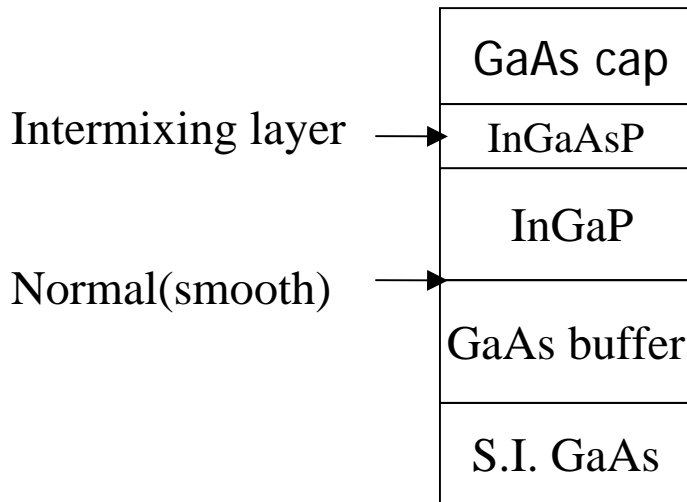 GaAs cap
Intermixing layer
InGaAsP
InGaP
Normal(smooth)
GaAs buffer
S.I. GaAs